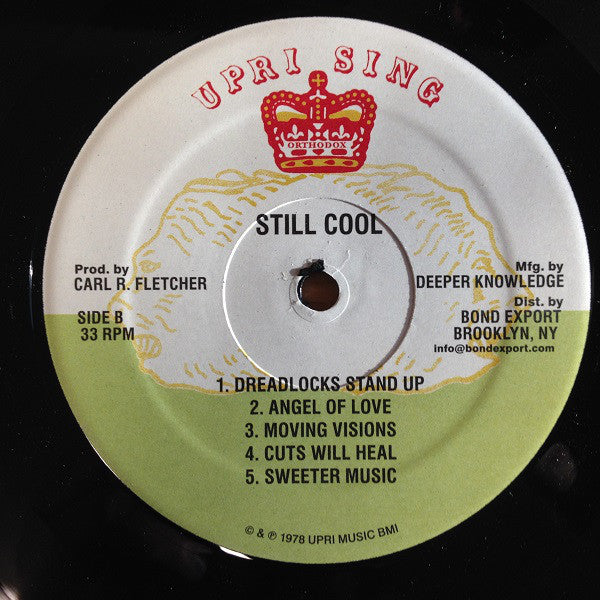 UPRI SING
ORTHODOX
STILL COOL
Prod. by
CARL R. FLETCHER
SIDE B
33 RPM
Mfg. by
DEEPER KNOWLEDGE
Dist. by
BOND EXPORT
BROOKLYN, NY
info@bondexport.com
1. DREADLOCKS STAND UP
2. ANGEL OF LOVE
3. MOVING VISIONS
4. CUTS WILL HEAL
5. SWEETER MUSIC
© & ℗ 1978 UPRI MUSIC BMI